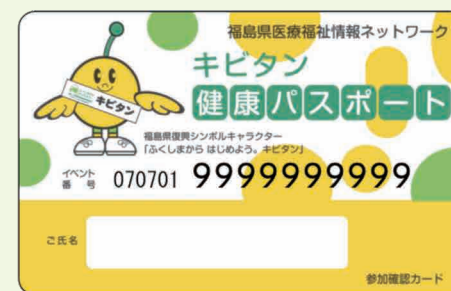 福島県医療福祉情報ネットワーク
キビタン
健康パスポート
キビタン
福島県復興シンボルキャラクター
「ふくしまから はじめよう。キビタン」
イベント番号 070701 9999999999
ご氏名
参加確認カード